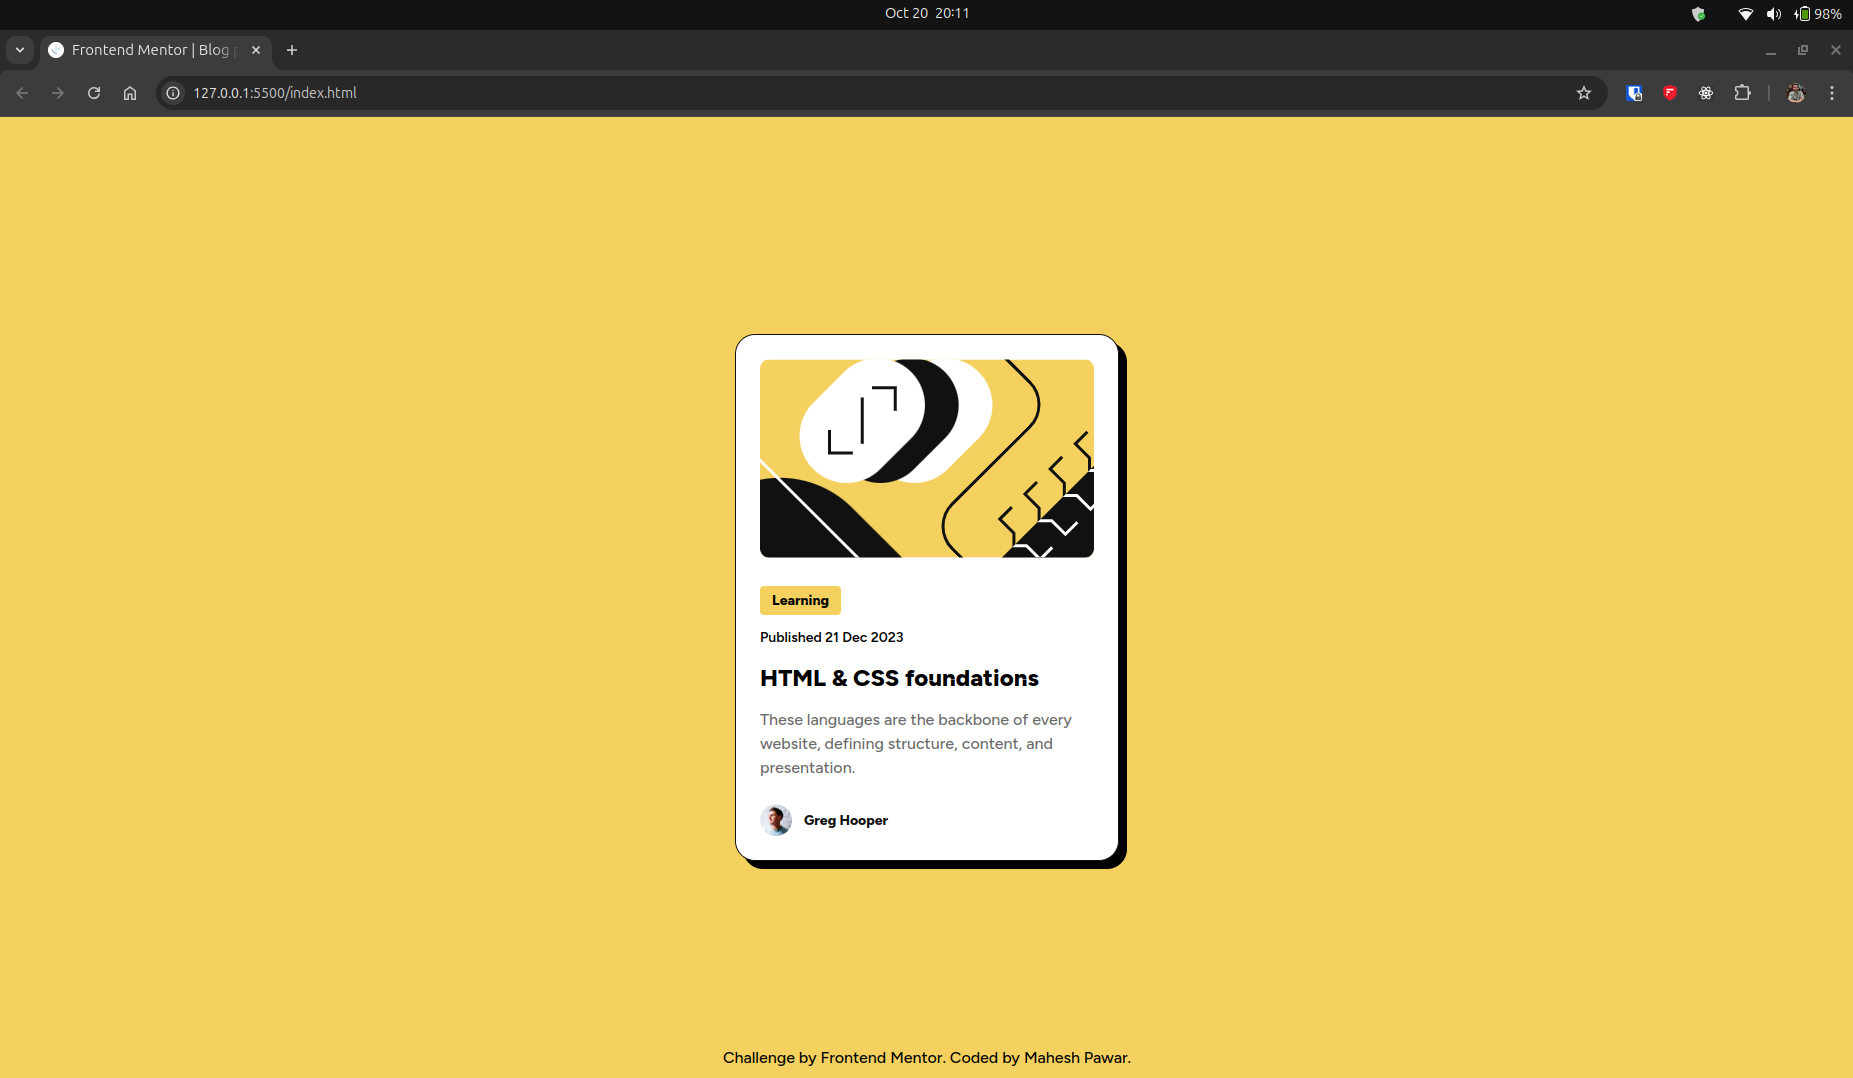 Oct 20 20:11
98%
Frontend Mentor | Blog
127.0.0.1:5500/index.html
Learning
Published 21 Dec 2023
HTML & CSS foundations
These languages are the backbone of every
website, defining structure, content, and
presentation.
Greg Hooper
Challenge by Frontend Mentor. Coded by Mahesh Pawar.